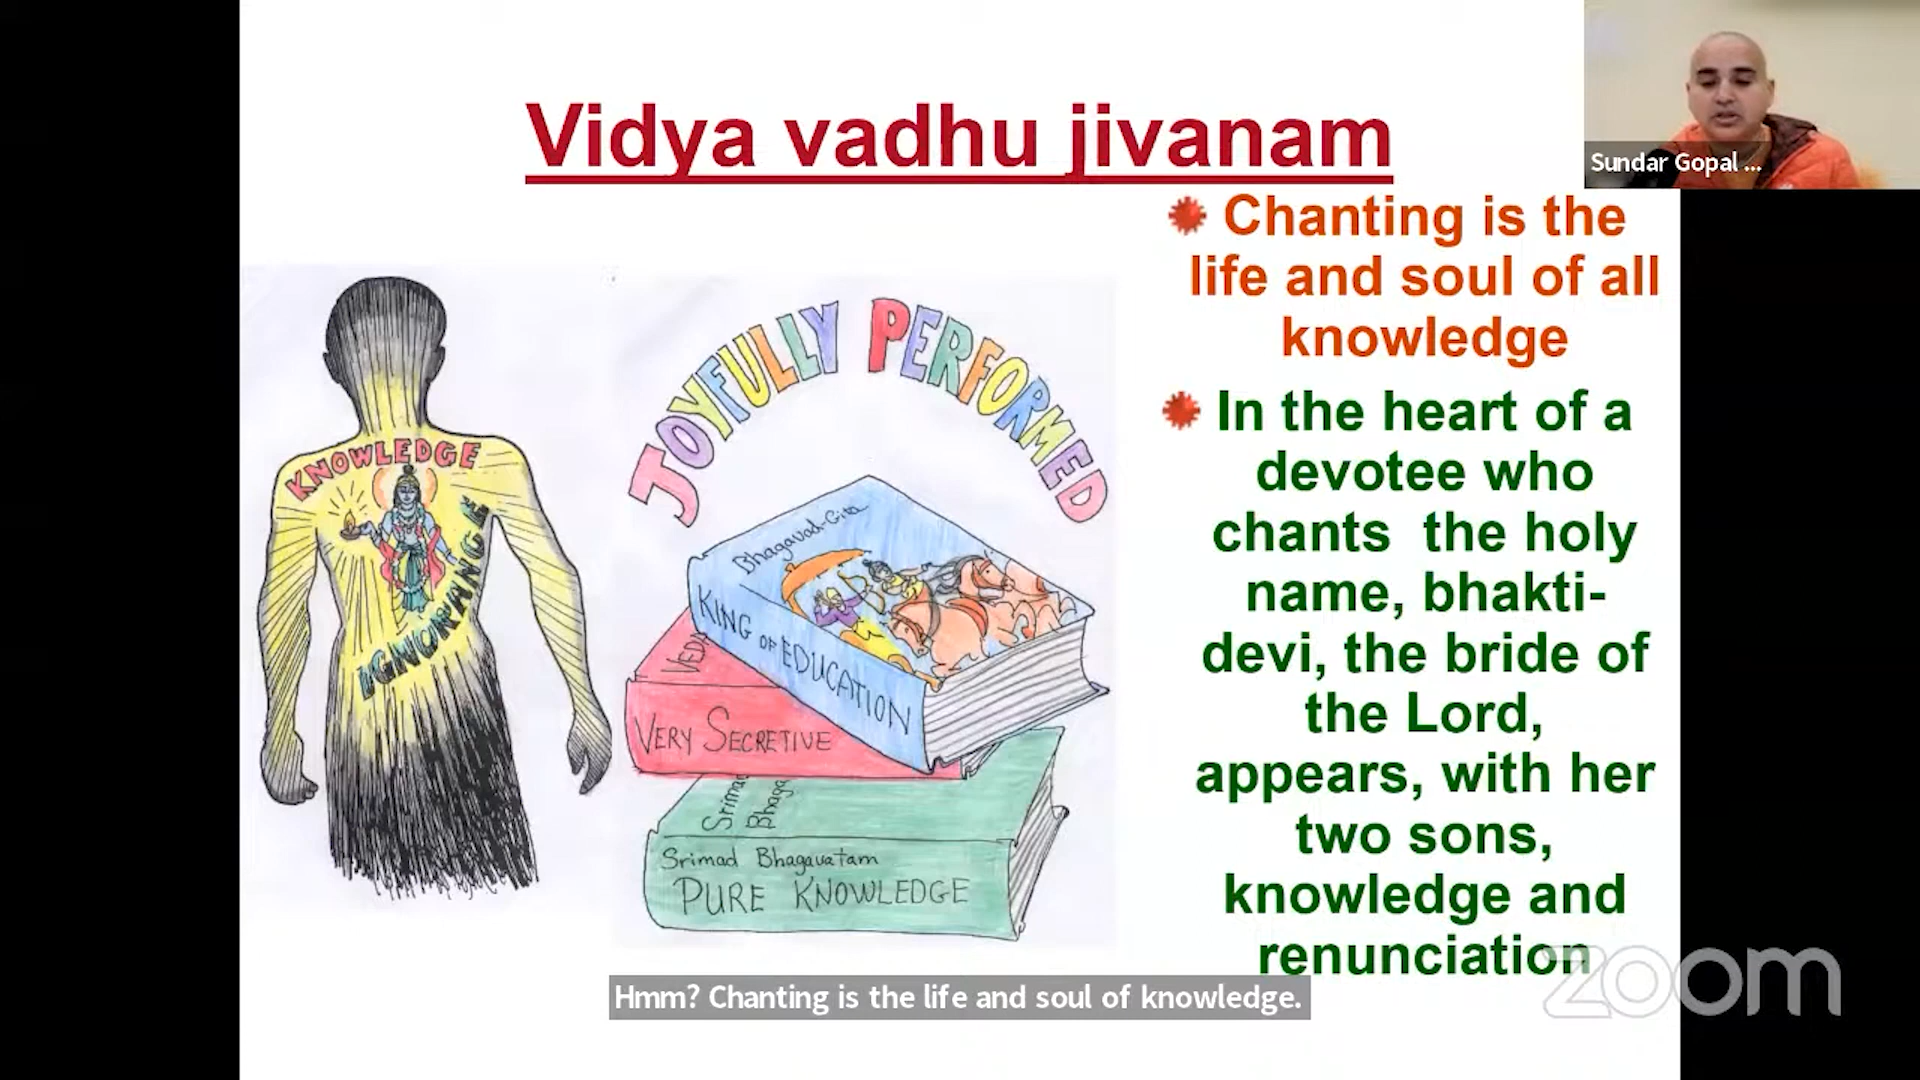 Vidya vadhu jivanam
Sundar Gopal ...
Chanting is the
life and soul of all
knowledge
In the heart of a
devotee who
chants the holy
name, bhakti-
devi, the bride of
the Lord,
appears, with her
two sons,
knowledge and
renunciation
KNOWLEDGE
IGNORANCE
JOYFULLY PERFORMED
Bhagavad-Gita
KING OF EDUCATION
VERY SECRETIVE
Srimad Bhagavatam
PURE KNOWLEDGE
Hmm? Chanting is the life and soul of knowledge.
zoom